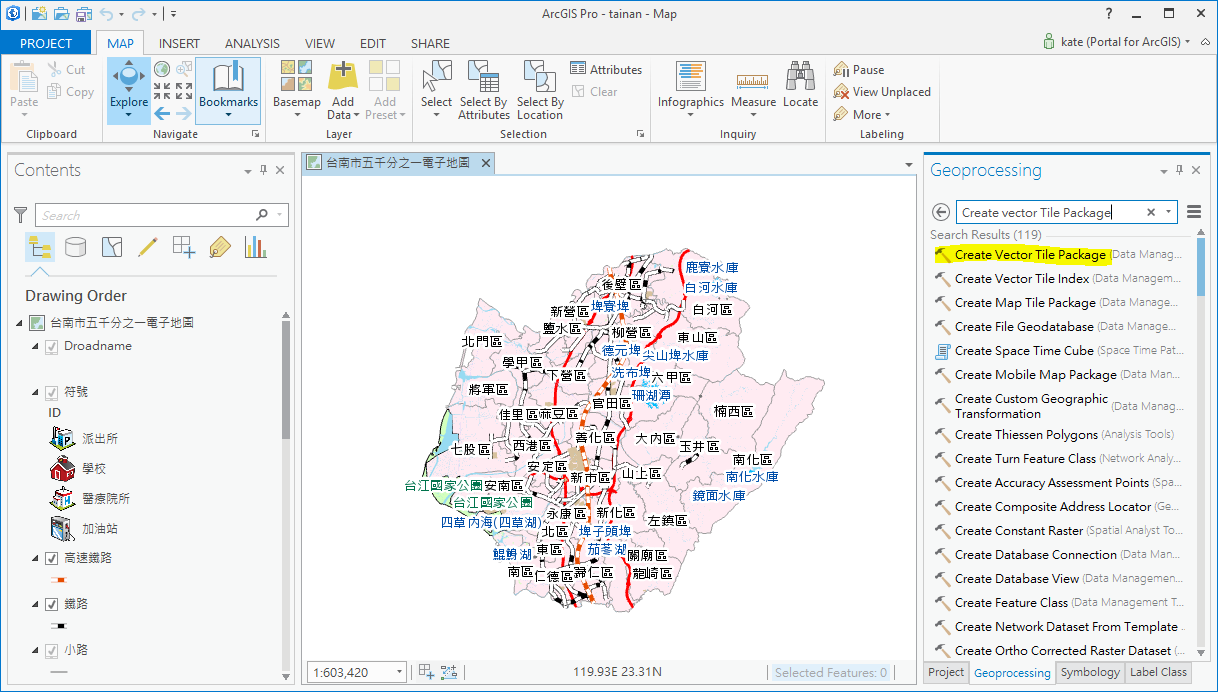 ArcGIS Pro - tainan - Map
?
PROJECT
MAP
INSERT
ANALYSIS
VIEW
EDIT
SHARE
kate (Portal for ArcGIS)
Paste
Cut
Copy
Clipboard
Explore
Bookmarks
Navigate
Basemap
Add
Data
Add
Preset
Layer
Select
Select By
Attributes
Select By
Location
Attributes
Clear
Selection
Infographics
Measure
Locate
Inquiry
Pause
View Unplaced
More
Labeling
Contents
Search
Drawing Order
台南市五千分之一電子地圖
Droadname
符號
ID
派出所
學校
醫療院所
加油站
高速鐵路
鐵路
小路
台南市五千分之一電子地圖
鹿寮水庫
後壁區
白河水庫
新營區
埤寮埤
白河區
鹽水區
柳營區
東山區
北門區
德元埤
尖山埤水庫
學甲區
下營區
洗布埤
六甲區
將軍區
珊湖潭
官田區
楠西區
佳里區
麻豆區
善化區
大內區
七股區
西港區
玉井區
安定區
南化區
新市區
山上區
南化水庫
台江國家公園
安南區
鏡面水庫
台江國家公園
永康區
新化區
四草內海(四草湖)
左鎮區
北區
埤子頭埤
鯤鯓湖
東區
茄苳湖
關廟區
南區
仁德區
歸仁區
龍崎區
1:603,420
119.93E 23.31N
Selected Features: 0
Geoprocessing
Create vector Tile Package
Search Results (119)
Create Vector Tile Package (Data Manag...
Create Vector Tile Index (Data Managem...
Create Map Tile Package (Data Manage...
Create File Geodatabase (Data Manage...
Create Space Time Cube (Space Time Pat...
Create Mobile Map Package (Data Man...
Create Custom Geographic
Transformation (Data Manag...
Create Thiessen Polygons (Analysis Tools)
Create Turn Feature Class (Network Analy...
Create Accuracy Assessment Points (Spa...
Create Composite Address Locator (Ge...
Create Constant Raster (Spatial Analyst To...
Create Database Connection (Data Man...
Create Database View (Data Managemen...
Create Feature Class (Data Management T...
Create Network Dataset From Template ...
Create Ortho Corrected Raster Dataset (...
Project
Geoprocessing
Symbology
Label Class